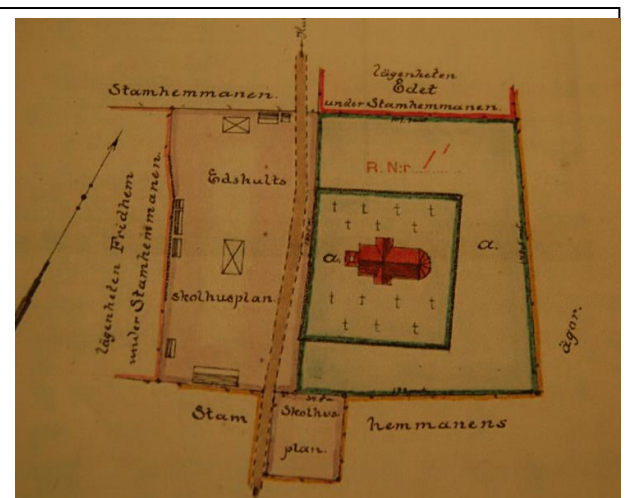 lägenheten
Edet
under Stamhemmanen.
Stamhemmanen.
R. N:r 1
Edshults
skolhusplan.
lägenheten Fridhem
under Stamhemmanen.
a.
a.
t t t t
t t t
t t t t
t t t
ägor.
Stam
Skolhus
plan.
hemmanens